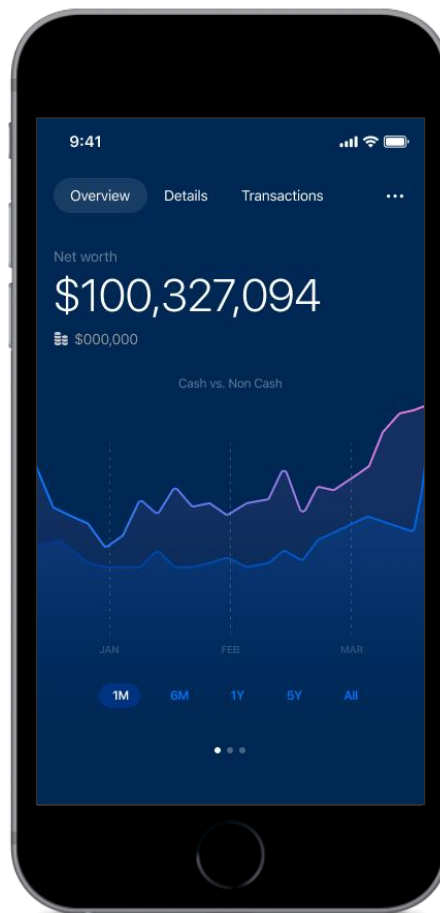 9:41
Overview Details Transactions
Net worth
$100,327,094
$000,000
Cash vs. Non Cash
JAN FEB MAR
1M 6M 1Y 5Y All